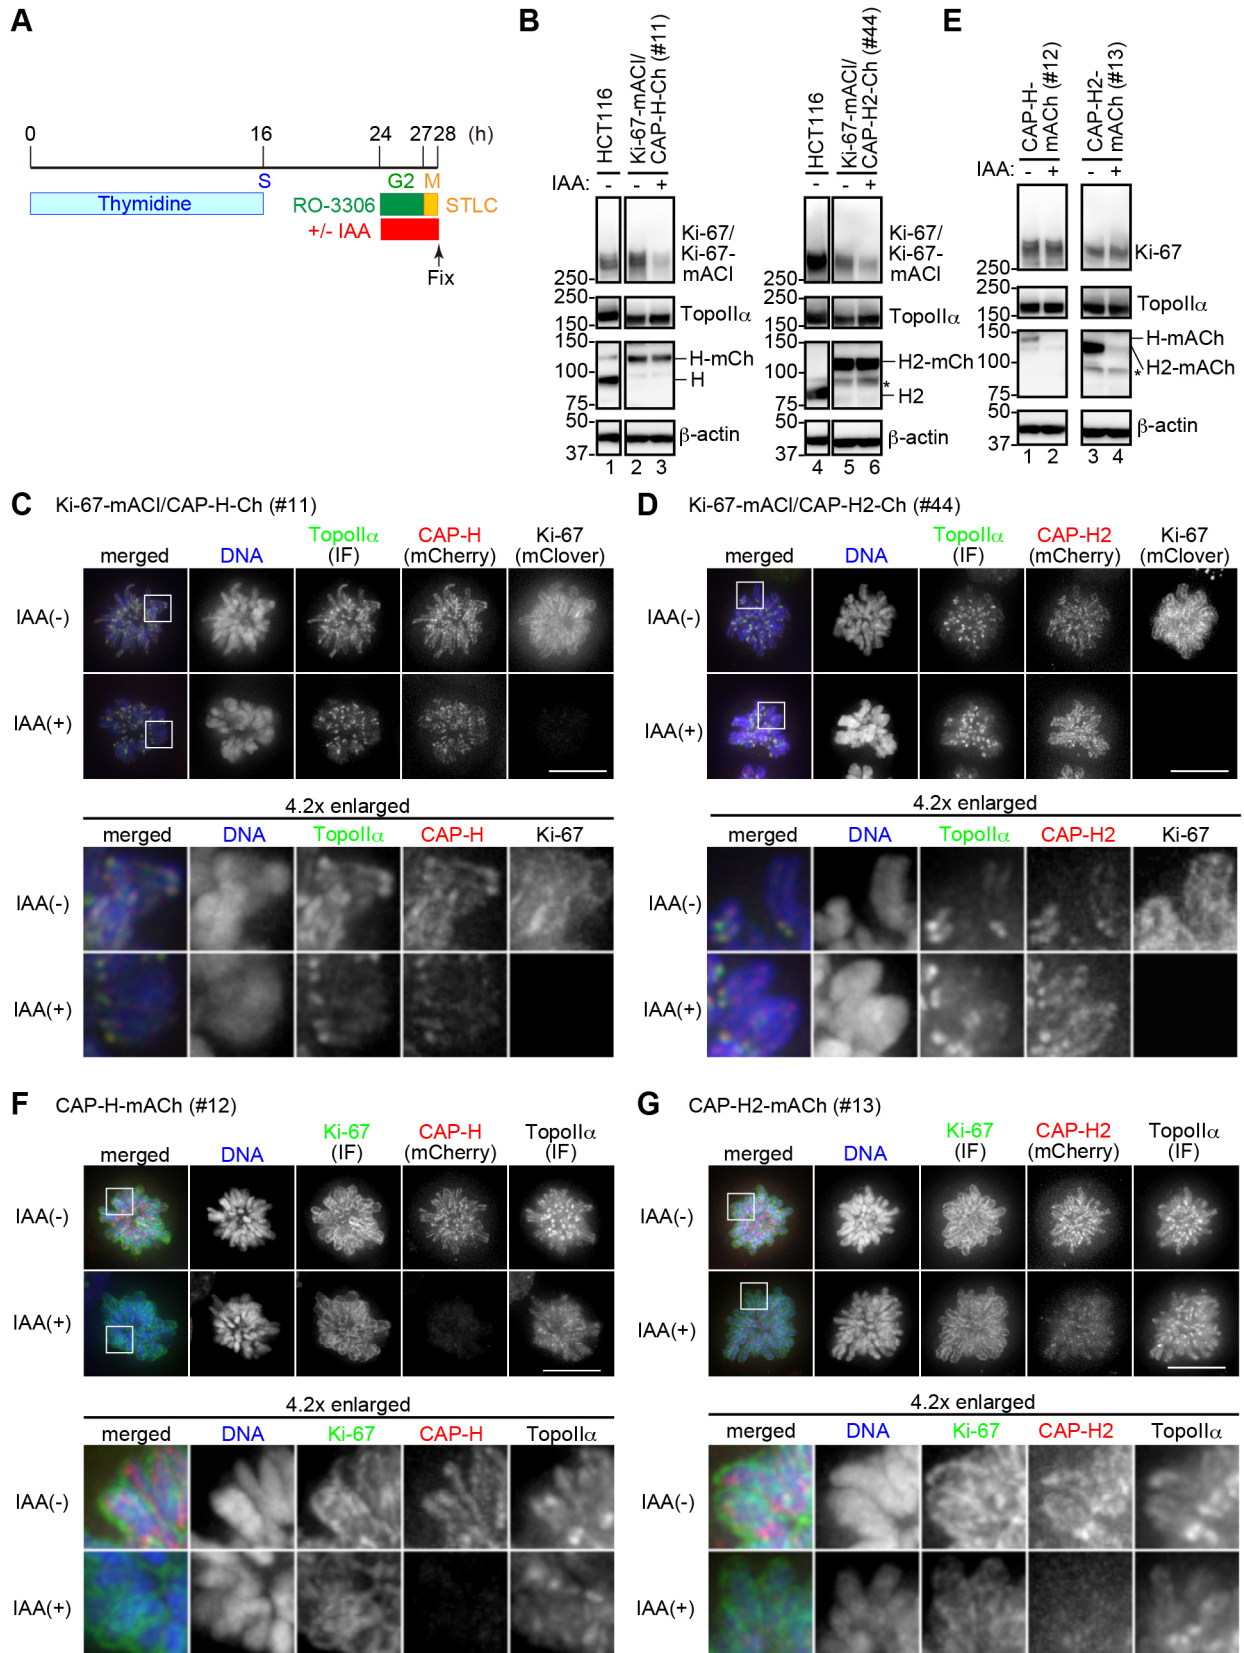 A
0 16 24 27 28 (h)
S G2 M
Thymidine RO-3306 STLC
+/- IAA
Fix
B
HCT116
Ki-67-mACl/
CAP-H-Ch (#11)
IAA: - - +
Ki-67/
Ki-67-
mACl
250
250
TopoIIα
150
150
H-mCh
100
H
75
50
β-actin
37
1 2 3
HCT116
Ki-67-mACl/
CAP-H2-Ch (#44)
- - +
Ki-67/
Ki-67-
mACl
250
250
TopoIIα
150
150
H2-mCh
100
*
H2
75
50
β-actin
37
4 5 6
E
CAP-H-
mACh (#12)
CAP-H2-
mACh (#13)
IAA: - + - +
Ki-67
250
250
TopoIIα
150
150
H-mACh
100
H2-mACh
*
75
50
β-actin
37
1 2 3 4
C Ki-67-mACl/CAP-H-Ch (#11)
merged DNA TopoIIα (IF) CAP-H (mCherry) Ki-67 (mClover)
IAA(-)
IAA(+)
4.2x enlarged
merged DNA TopoIIα CAP-H Ki-67
IAA(-)
IAA(+)
D Ki-67-mACl/CAP-H2-Ch (#44)
merged DNA TopoIIα (IF) CAP-H2 (mCherry) Ki-67 (mClover)
IAA(-)
IAA(+)
4.2x enlarged
merged DNA TopoIIα CAP-H2 Ki-67
IAA(-)
IAA(+)
F CAP-H-mACh (#12)
merged DNA Ki-67 (IF) CAP-H (mCherry) TopoIIα (IF)
IAA(-)
IAA(+)
4.2x enlarged
merged DNA Ki-67 CAP-H TopoIIα
IAA(-)
IAA(+)
G CAP-H2-mACh (#13)
merged DNA Ki-67 (IF) CAP-H2 (mCherry) TopoIIα (IF)
IAA(-)
IAA(+)
4.2x enlarged
merged DNA Ki-67 CAP-H2 TopoIIα
IAA(-)
IAA(+)